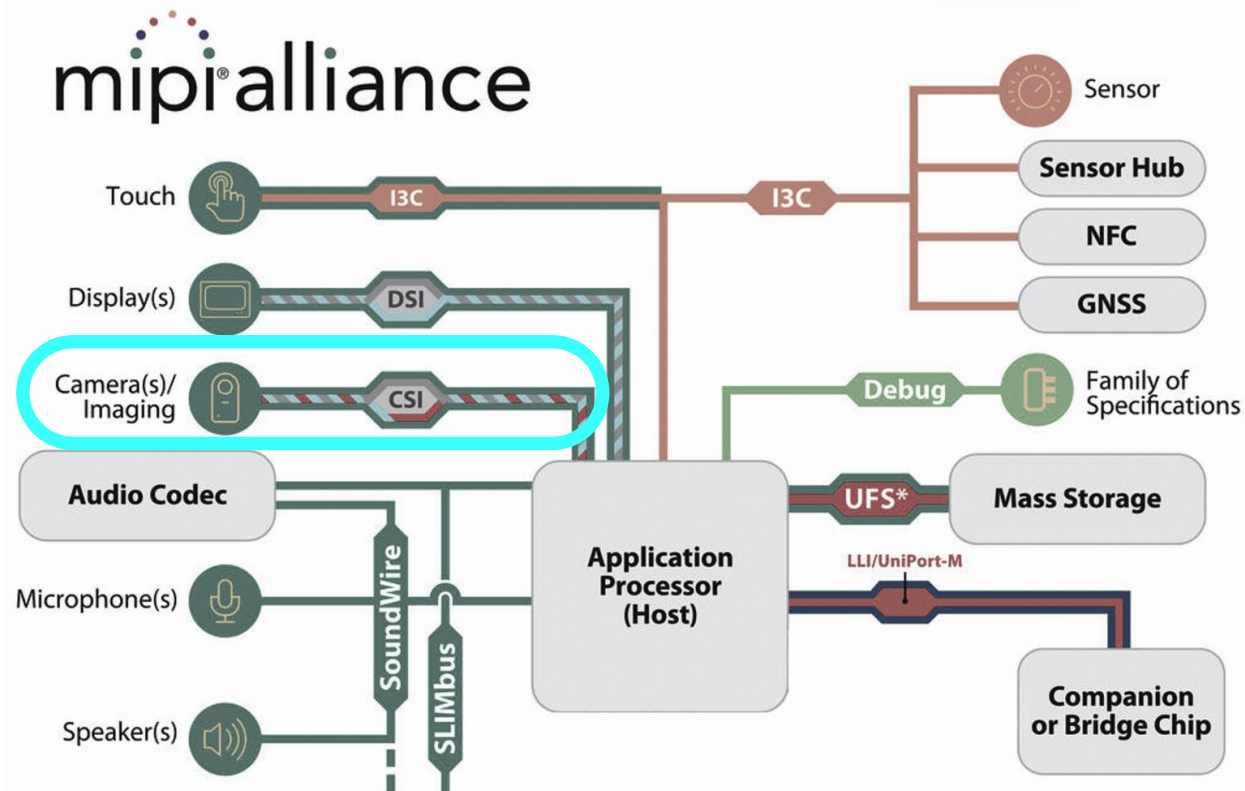 mipi® alliance
Touch
I3C
I3C
Sensor
Sensor Hub
NFC
GNSS
Display(s)
DSI
Camera(s)/
Imaging
CSI
Debug
Family of
Specifications
Audio Codec
UFS*
Mass Storage
Application
Processor
(Host)
LLI/UniPort-M
Microphone(s)
SoundWire
SLIMbus
Speaker(s)
Companion
or Bridge Chip